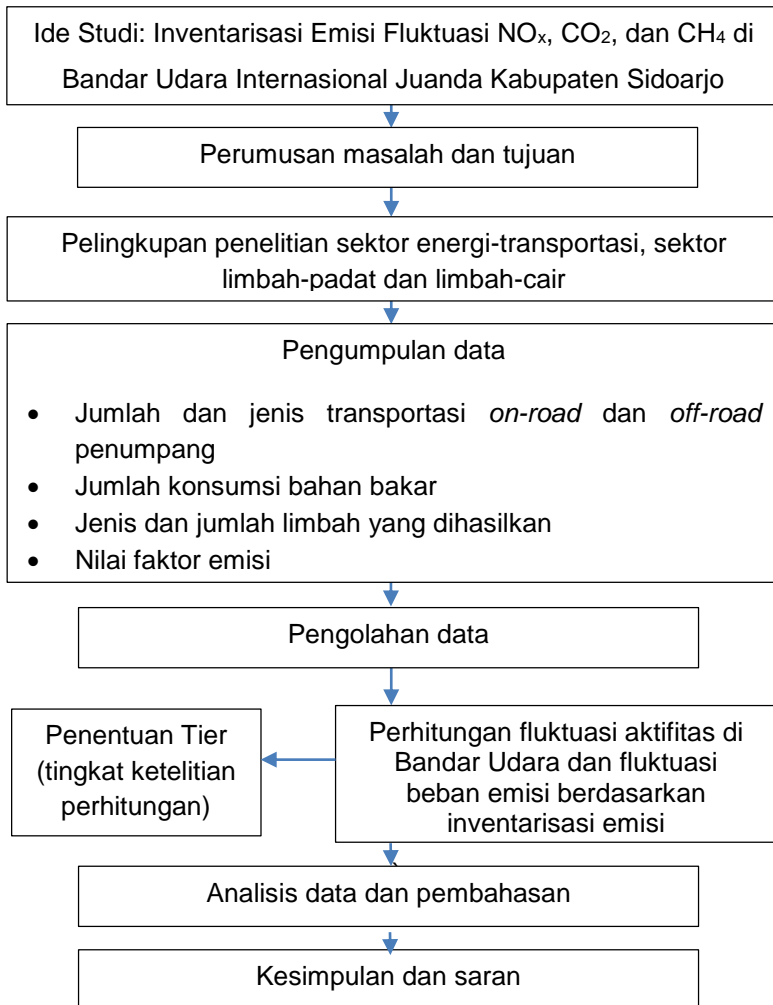 Ide Studi: Inventarisasi Emisi Fluktuasi NOₓ, CO₂, dan CH₄ di
Bandar Udara Internasional Juanda Kabupaten Sidoarjo
Perumusan masalah dan tujuan
Pelingkupan penelitian sektor energi-transportasi, sektor
limbah-padat dan limbah-cair
Pengumpulan data
• Jumlah dan jenis transportasi on-road dan off-road
penumpang
• Jumlah konsumsi bahan bakar
• Jenis dan jumlah limbah yang dihasilkan
• Nilai faktor emisi
Pengolahan data
Penentuan Tier
(tingkat ketelitian
perhitungan)
Perhitungan fluktuasi aktifitas di
Bandar Udara dan fluktuasi
beban emisi berdasarkan
inventarisasi emisi
Analisis data dan pembahasan
Kesimpulan dan saran